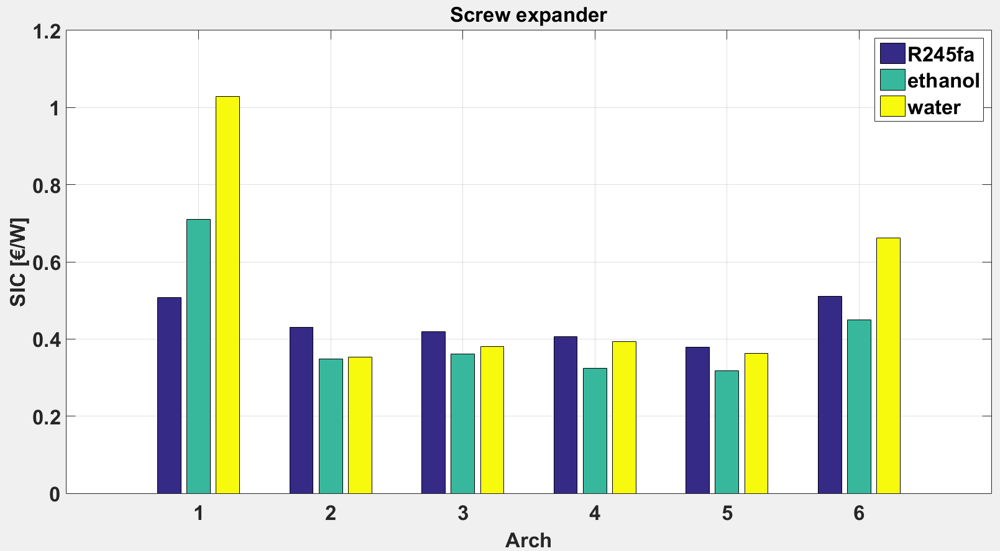 Screw expander
1.2
1
0.8
0.6
0.4
0.2
0
SIC [€/W]
R245fa
ethanol
water
1 2 3 4 5 6
Arch